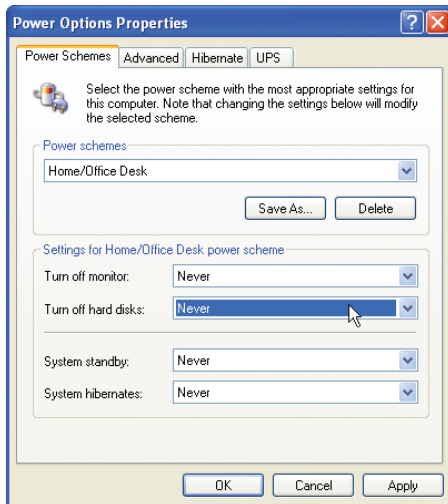 Power Options Properties
Power Schemes Advanced Hibernate UPS
Select the power scheme with the most appropriate settings for
this computer. Note that changing the settings below will modify
the selected scheme.
Power schemes
Home/Office Desk
Save As... Delete
Settings for Home/Office Desk power scheme
Turn off monitor: Never
Turn off hard disks: Never
System standby: Never
System hibernates: Never
OK Cancel Apply